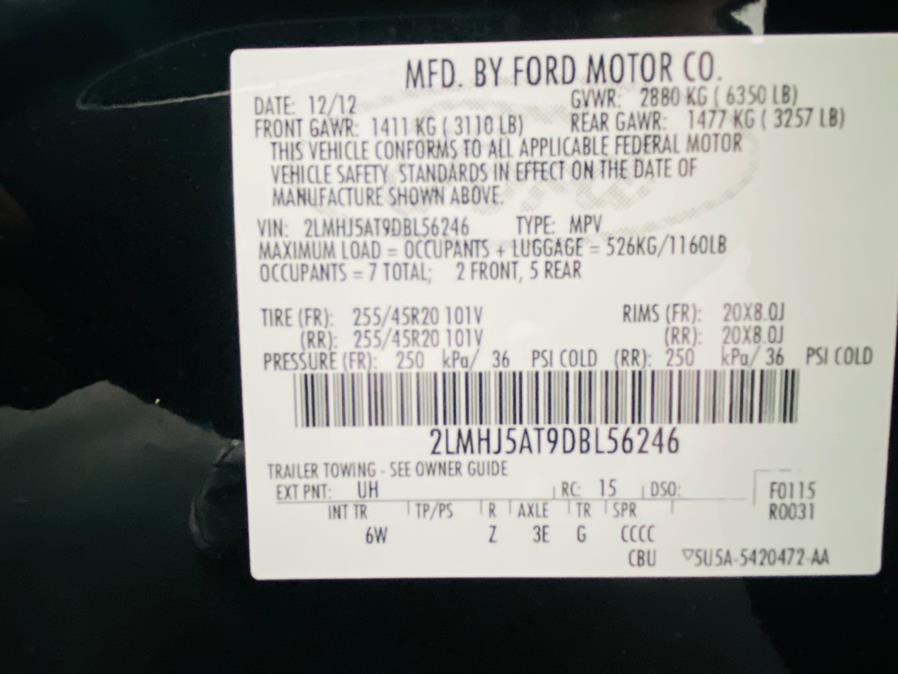 MFD. BY FORD MOTOR CO.
DATE: 12/12 GVWR: 2880 KG ( 6350 LB)
FRONT GAWR: 1411 KG ( 3110 LB) REAR GAWR: 1477 KG ( 3257 LB)
THIS VEHICLE CONFORMS TO ALL APPLICABLE FEDERAL MOTOR
VEHICLE SAFETY STANDARDS IN EFFECT ON THE DATE OF
MANUFACTURE SHOWN ABOVE.
VIN: 2LMHJ5AT9DBL56246 TYPE: MPV
MAXIMUM LOAD = OCCUPANTS + LUGGAGE = 526KG/1160LB
OCCUPANTS = 7 TOTAL; 2 FRONT, 5 REAR
TIRE (FR): 255/45R20 101V RIMS (FR): 20X8.0J
(RR): 255/45R20 101V (RR): 20X8.0J
PRESSURE (FR): 250 kPa/ 36 PSI COLD (RR): 250 kPa/ 36 PSI COLD
2LMHJ5AT9DBL56246
TRAILER TOWING - SEE OWNER GUIDE
EXT PNT: UH RC: 15 DSO: F0115
INT TR TP/PS R AXLE TR SPR R0031
6W Z 3E G CCCC
CBU 5U5A-5420472-AA